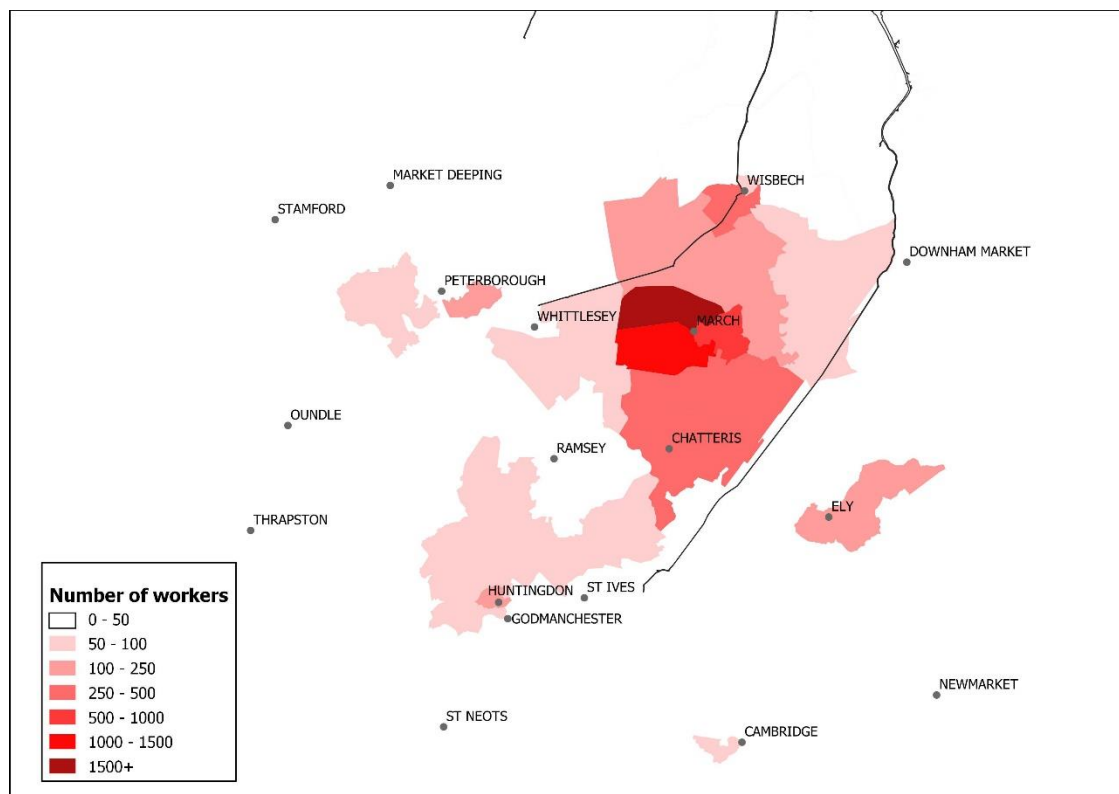 MARKET DEEPING
WISBECH
STAMFORD
DOWNHAM MARKET
PETERBOROUGH
WHITTLESEY
MARCH
OUNDLE
RAMSEY
CHATTERIS
ELY
THRAPSTON
HUNTINGDON
ST IVES
GODMANCHESTER
NEWMARKET
ST NEOTS
CAMBRIDGE
Number of workers
0 - 50
50 - 100
100 - 250
250 - 500
500 - 1000
1000 - 1500
1500+